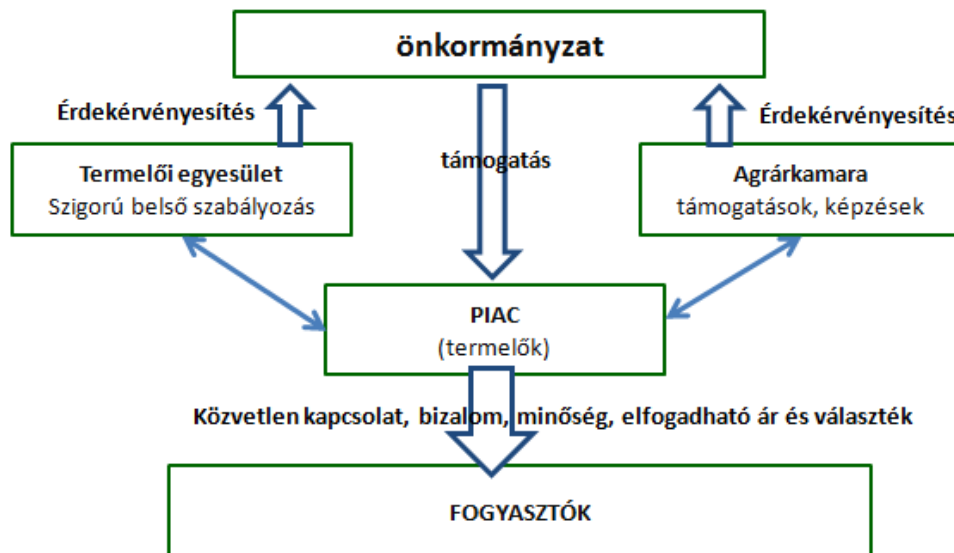 önkormányzat
Érdekérvényesítés
támogatás
Érdekérvényesítés
Termelői egyesület
Szigorú belső szabályozás
Agrárkamara
támogatások, képzések
PIAC
(termelők)
Közvetlen kapcsolat, bizalom, minőség, elfogadható ár és választék
FOGYASZTÓK